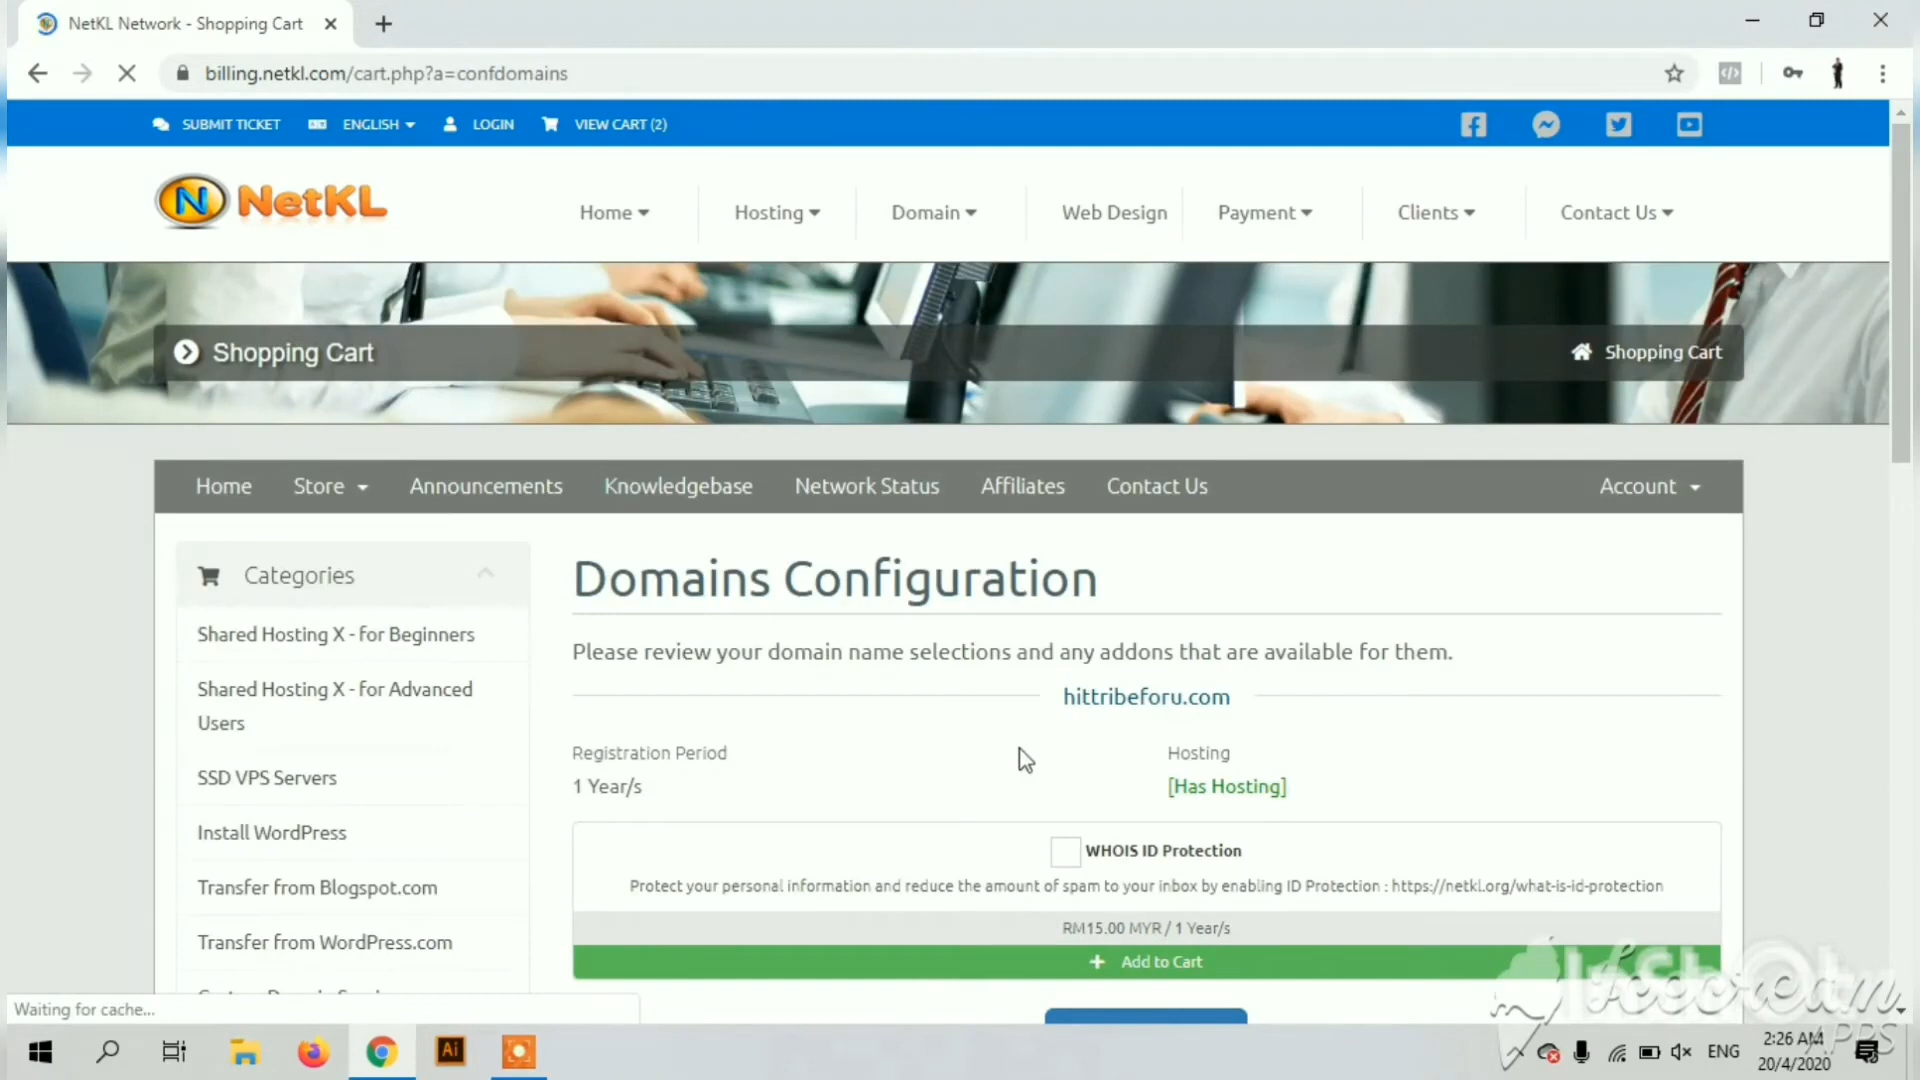 NetKL Network - Shopping Cart
billing.netkl.com/cart.php?a=confdomains
SUBMIT TICKET ENGLISH LOGIN VIEW CART (2)
N NetKL
Home Hosting Domain Web Design Payment Clients Contact Us
Shopping Cart Shopping Cart
Home Store Announcements Knowledgebase Network Status Affiliates Contact Us Account
Categories
Shared Hosting X - for Beginners
Shared Hosting X - for Advanced
Users
SSD VPS Servers
Install WordPress
Transfer from Blogspot.com
Transfer from WordPress.com
Domains Configuration
Please review your domain name selections and any addons that are available for them.
hittribeforu.com
Registration Period Hosting
1 Year/s [Has Hosting]
WHOIS ID Protection
Protect your personal information and reduce the amount of spam to your inbox by enabling ID Protection : https://netkl.org/what-is-id-protection
RM15.00 MYR / 1 Year/s
+ Add to Cart
Waiting for cache...
Ai
ENG
2:26 AM
20/4/2020
APPS